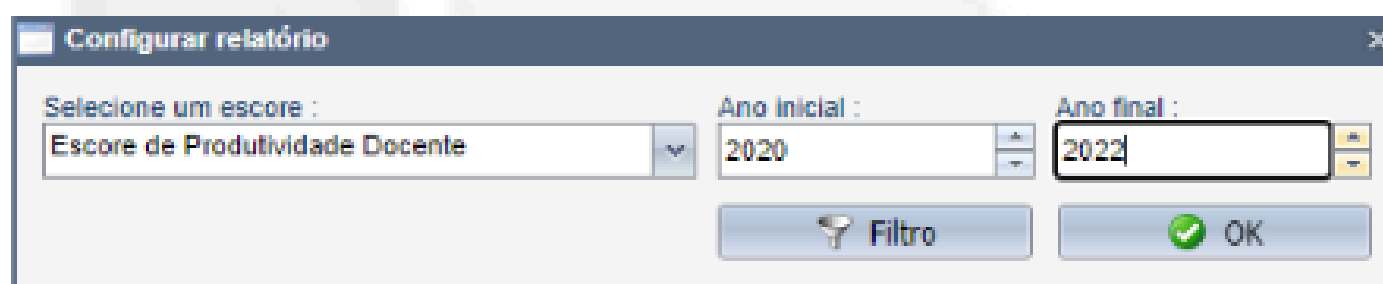 Configurar relatório
Selecione um escore :
Ano inicial :
Ano final :
Escore de Produtividade Docente
2020
2022
Filtro
OK